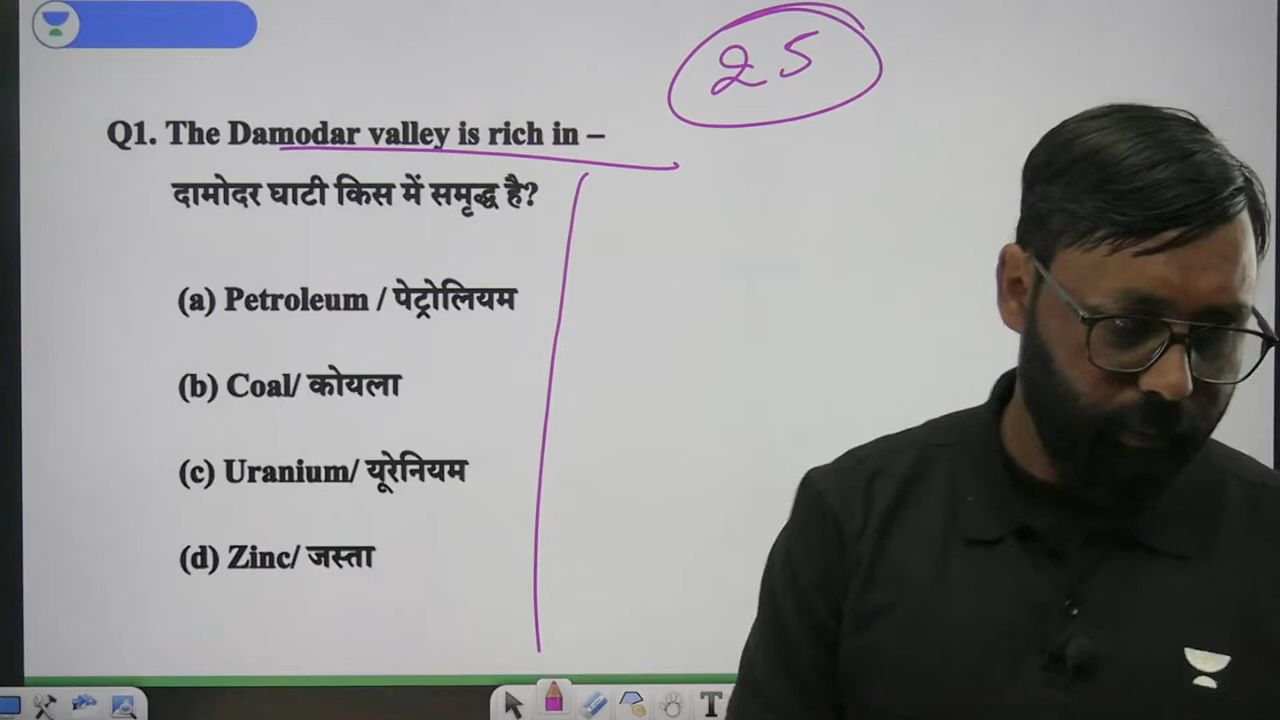 25
Q1. The Damodar valley is rich in –
दामोदर घाटी किस में समृद्ध है?
(a) Petroleum / पेट्रोलियम
(b) Coal/ कोयला
(c) Uranium/ यूरेनियम
(d) Zinc/ जस्ता
T